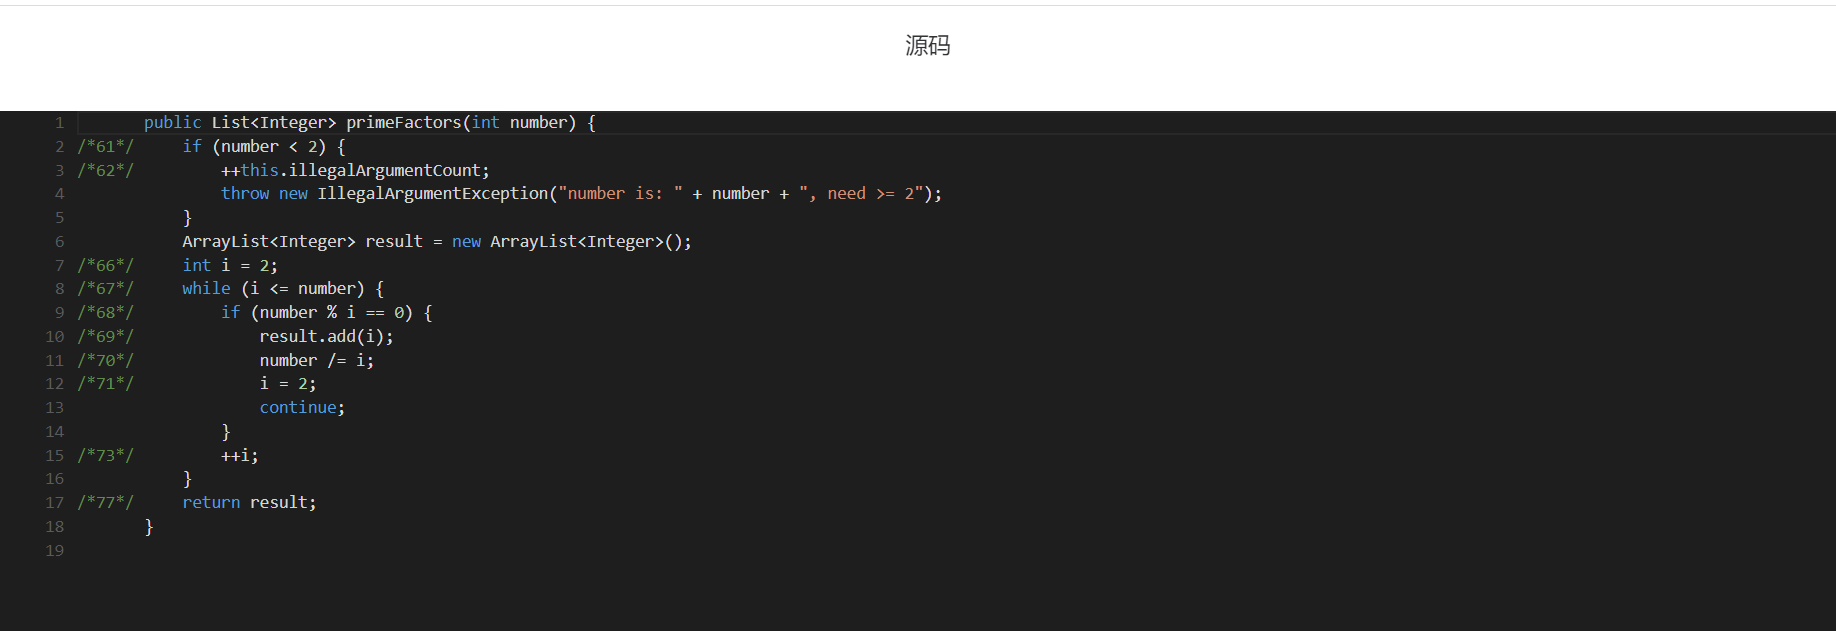 源码
1 public List<Integer> primeFactors(int number) {
2 /*61*/ if (number < 2) {
3 /*62*/ ++this.illegalArgumentCount;
4 throw new IllegalArgumentException("number is: " + number + ", need >= 2");
5 }
6 ArrayList<Integer> result = new ArrayList<Integer>();
7 /*66*/ int i = 2;
8 /*67*/ while (i <= number) {
9 /*68*/ if (number % i == 0) {
10 /*69*/ result.add(i);
11 /*70*/ number /= i;
12 /*71*/ i = 2;
13 continue;
14 }
15 /*73*/ ++i;
16 }
17 /*77*/ return result;
18 }
19